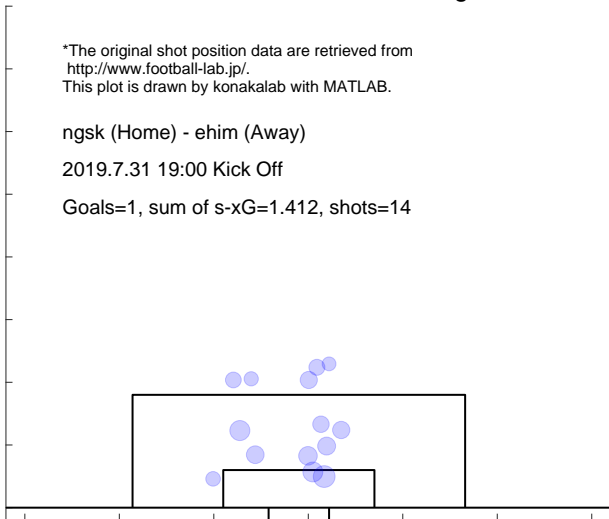 *The original shot position data are retrieved from
http://www.football-lab.jp/.
This plot is drawn by konakalab with MATLAB.
ngsk (Home) - ehim (Away)
2019.7.31 19:00 Kick Off
Goals=1, sum of s-xG=1.412, shots=14